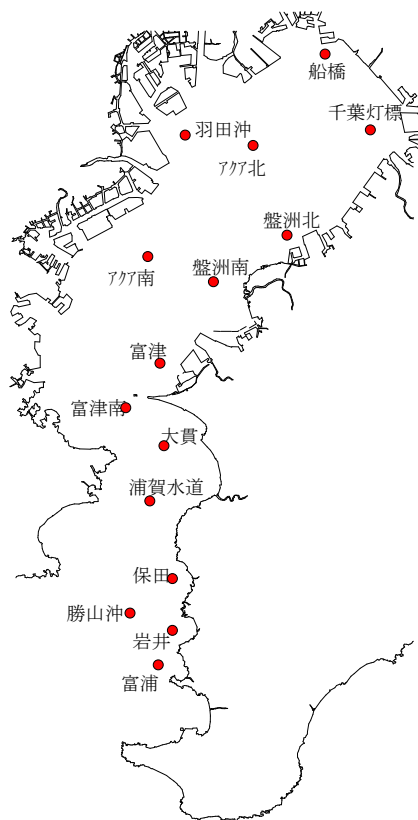 船橋
千葉灯標
羽田沖
アクア北
盤洲北
盤洲南
アクア南
富津
富津南
大貫
浦賀水道
保田
勝山沖
岩井
富浦